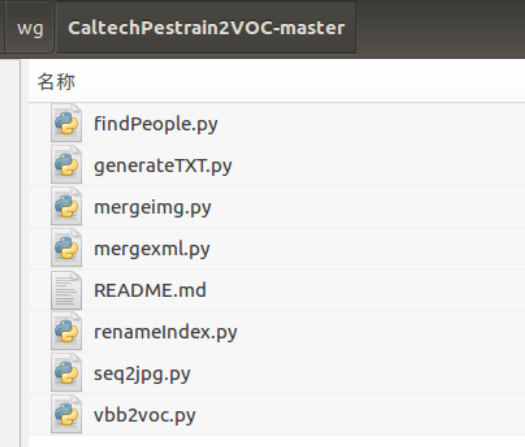 wg CaltechPestrain2VOC-master
名称
findPeople.py
generateTXT.py
mergeimg.py
mergexml.py
README.md
renameIndex.py
seq2jpg.py
vbb2voc.py